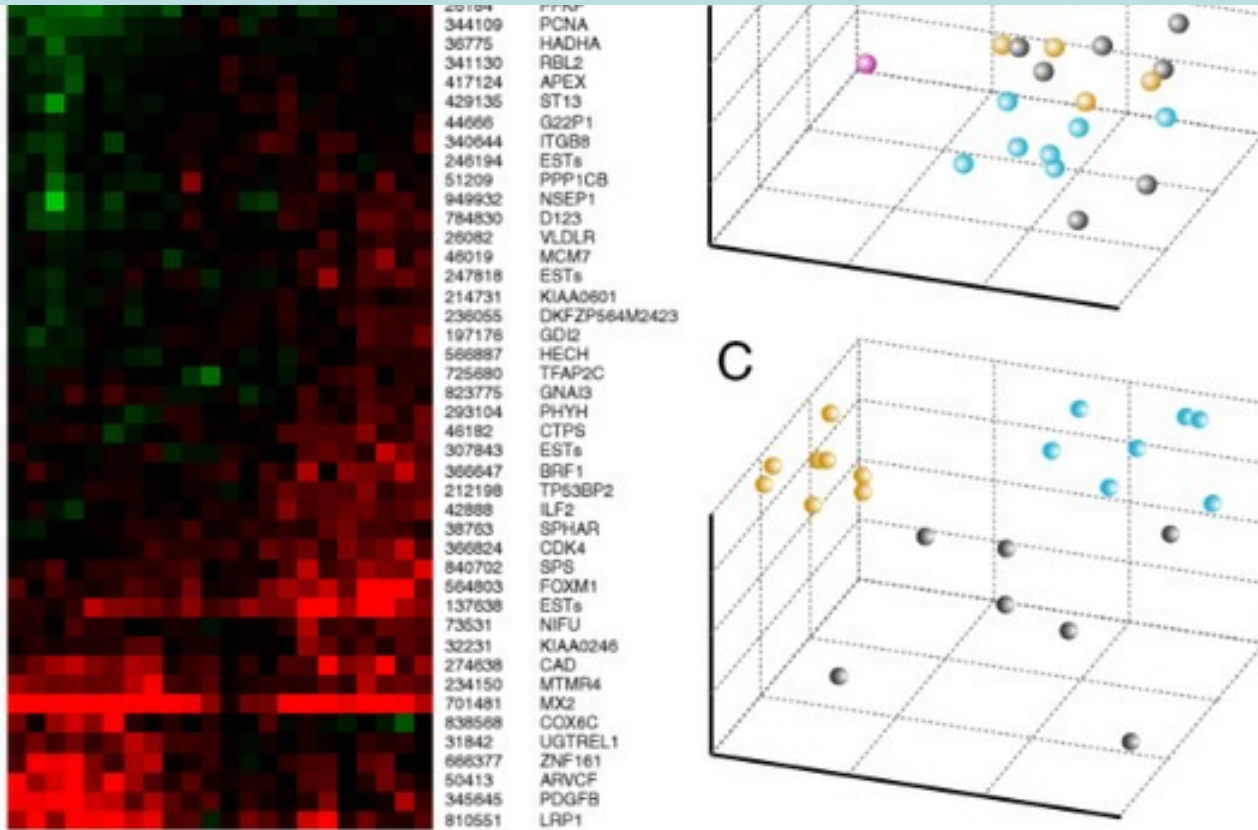 344109 PCNA
36775 HADHA
341130 RBL2
417124 APEX
429135 ST13
44666 G22P1
340644 ITGB8
246194 ESTs
51209 PPP1CB
949932 NSEP1
784830 D123
26082 VLDLR
46019 MCM7
247818 ESTs
214731 KIAA0601
236055 DKFZP564M2423
197176 GDI2
566887 HECH
725680 TFAP2C
823775 GNAI3
293104 PHYH
46182 CTPS
307843 ESTs
366647 BRF1
212198 TP53BP2
42888 ILF2
38763 SPHAR
366824 CDK4
840702 SPS
564803 FOXM1
137638 ESTs
73531 NIFU
32231 KIAA0246
274638 CAD
234150 MTMR4
701481 MX2
838568 COX6C
31842 UGTREL1
666377 ZNF161
50413 ARVCF
345645 PDGFB
810551 LRP1
C